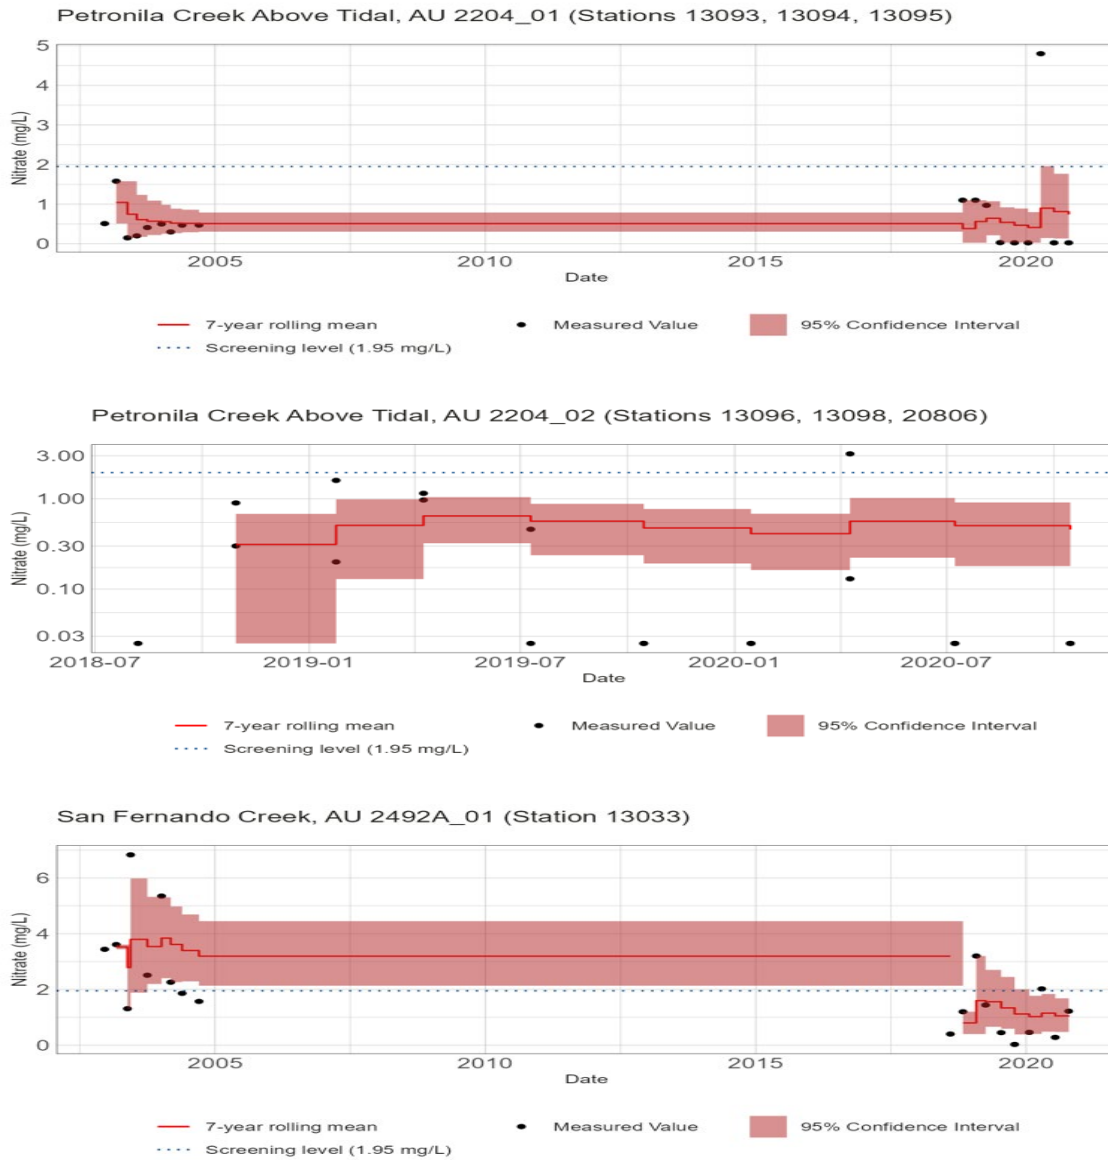 Petronila Creek Above Tidal, AU 2204_01 (Stations 13093, 13094, 13095)
5
4
3
2
1
0
Nitrate (mg/L)
2005
2010
2015
2020
Date
7-year rolling mean
Measured Value
95% Confidence Interval
Screening level (1.95 mg/L)
Petronila Creek Above Tidal, AU 2204_02 (Stations 13096, 13098, 20806)
3.00
1.00
0.30
0.10
0.03
Nitrate (mg/L)
2018-07
2019-01
2019-07
2020-01
2020-07
Date
7-year rolling mean
Measured Value
95% Confidence Interval
Screening level (1.95 mg/L)
San Fernando Creek, AU 2492A_01 (Station 13033)
6
4
2
0
Nitrate (mg/L)
2005
2010
2015
2020
Date
7-year rolling mean
Measured Value
95% Confidence Interval
Screening level (1.95 mg/L)